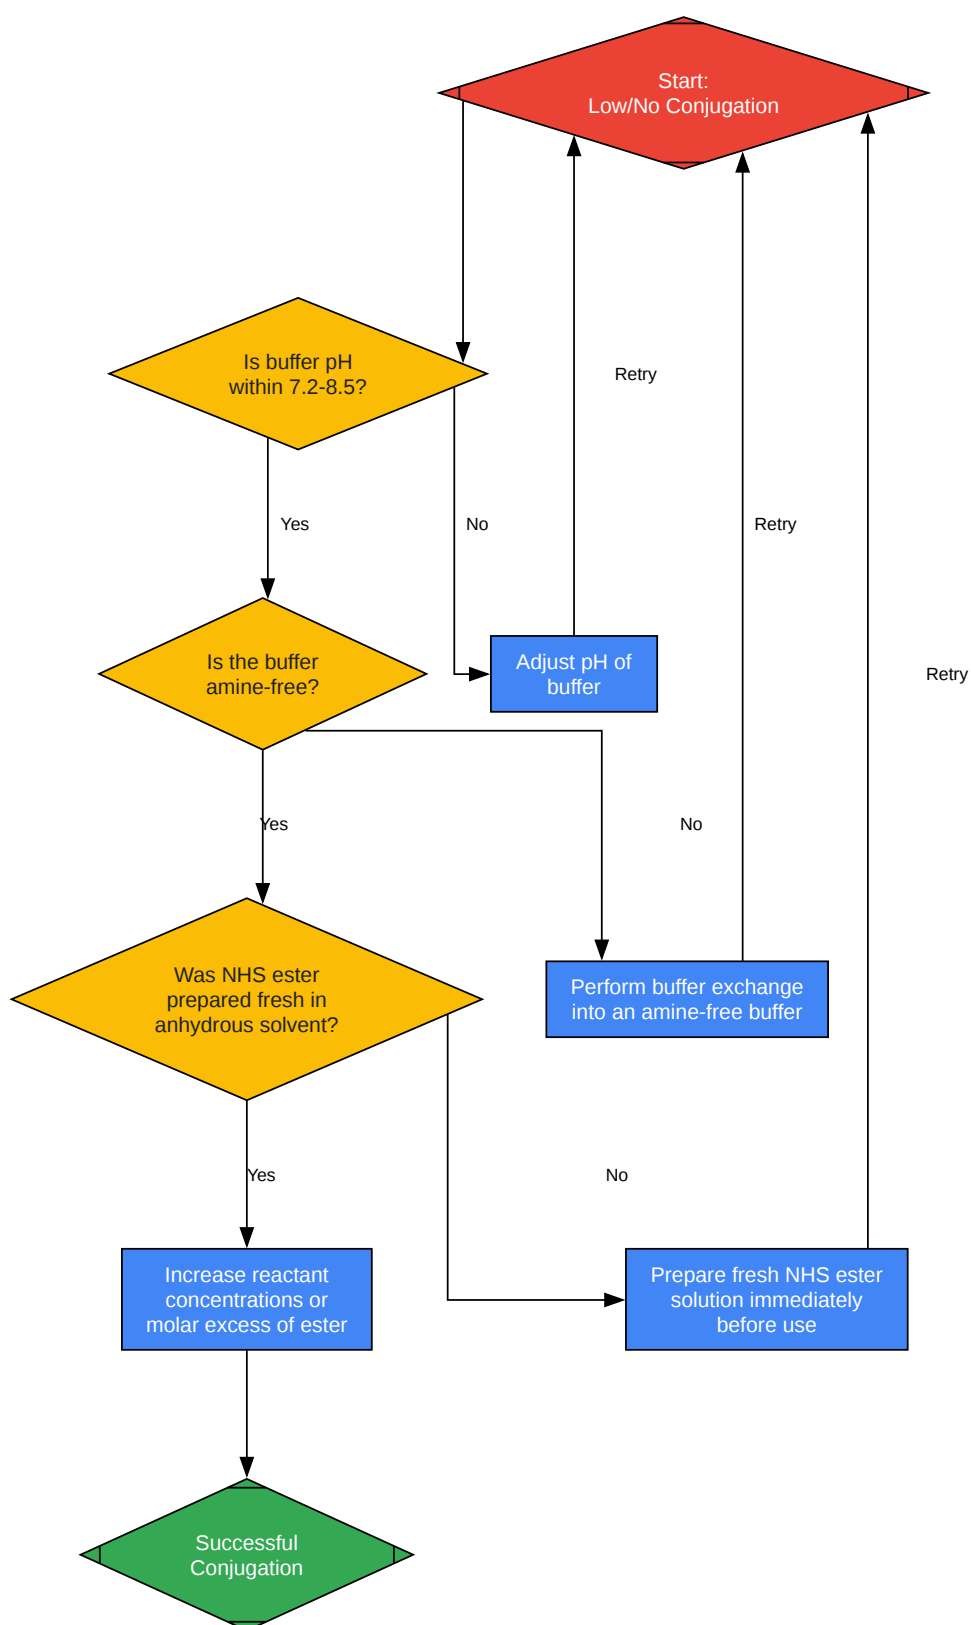 Start:
Low/No Conjugation
Is buffer pH
within 7.2-8.5?
Retry
Yes
No
Retry
Is the buffer
amine-free?
Adjust pH of
buffer
Retry
Yes
No
Was NHS ester
prepared fresh in
anhydrous solvent?
Perform buffer exchange
into an amine-free buffer
Yes
No
Increase reactant
concentrations or
molar excess of ester
Prepare fresh NHS ester
solution immediately
before use
Successful
Conjugation